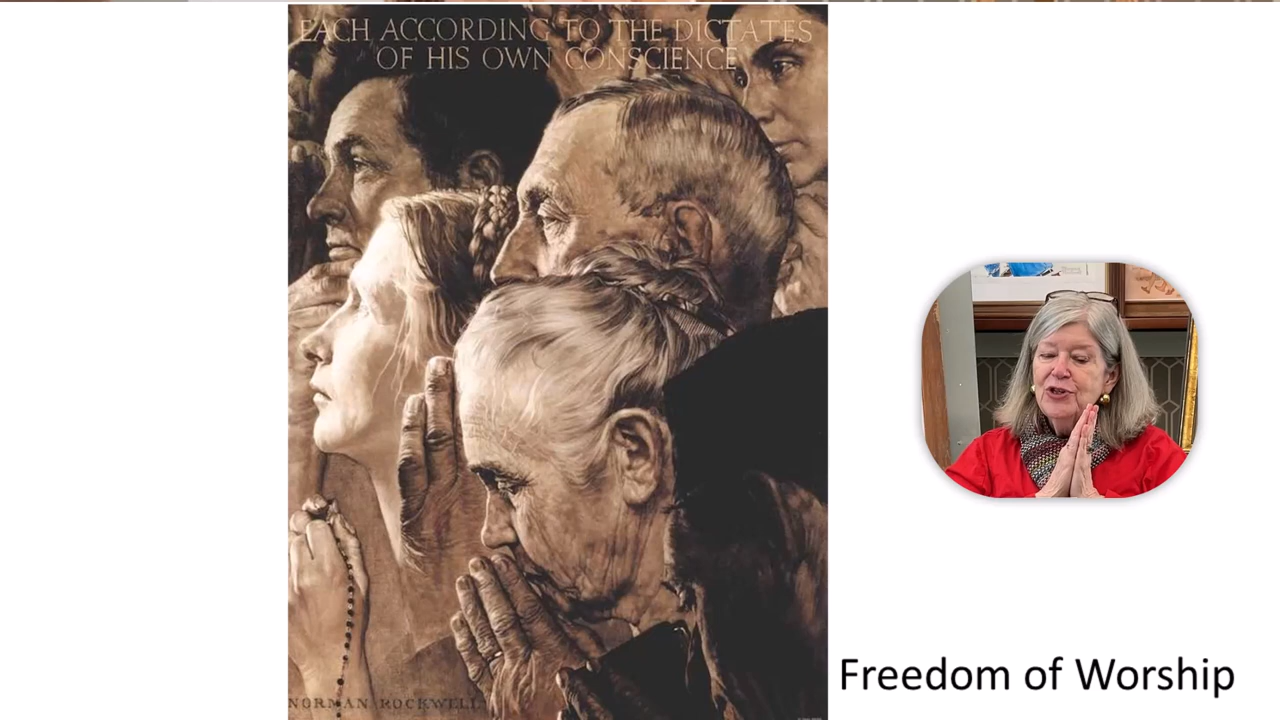 EACH ACCORDING TO THE DICTATES
OF HIS OWN CONSCIENCE
NORMAN ROCKWELL
Freedom of Worship